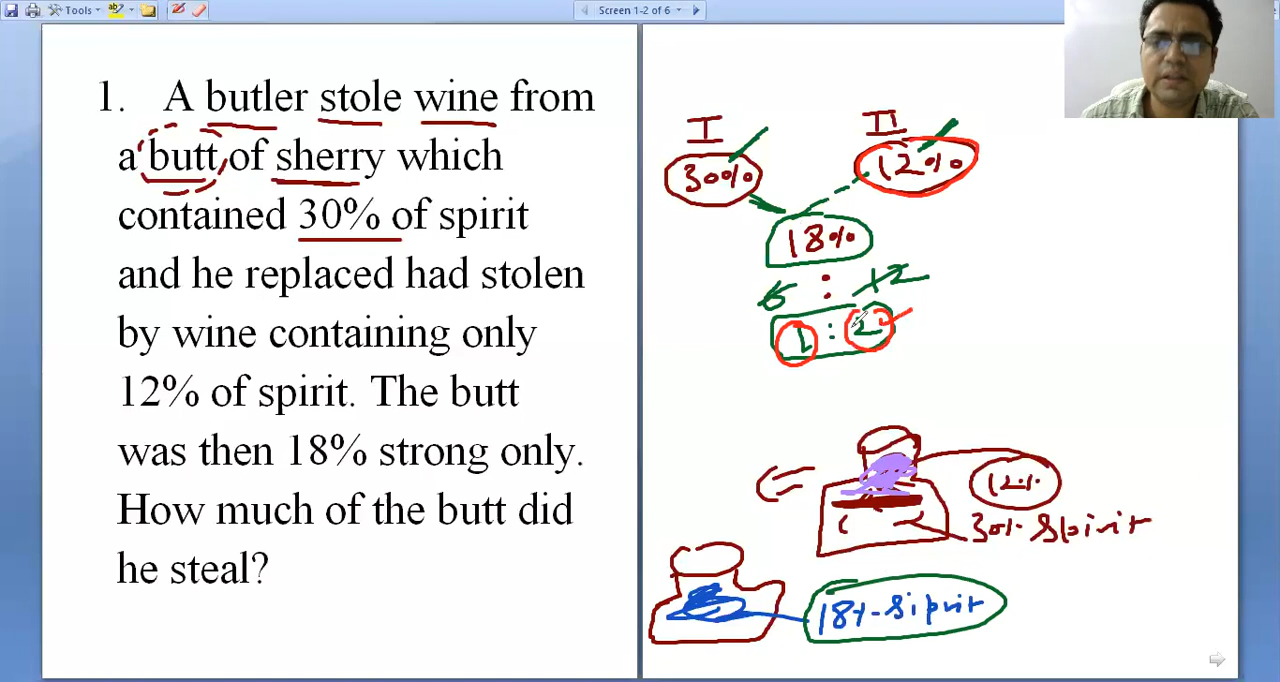 Tools
Screen 1-2 of 6
1. A butler stole wine from
a butt of sherry which
contained 30% of spirit
and he replaced had stolen
by wine containing only
12% of spirit. The butt
was then 18% strong only.
How much of the butt did
he steal?
I II
30% 12%
18%
6 : 12
1 : 2
12%
30% Spirit
18% Siprit